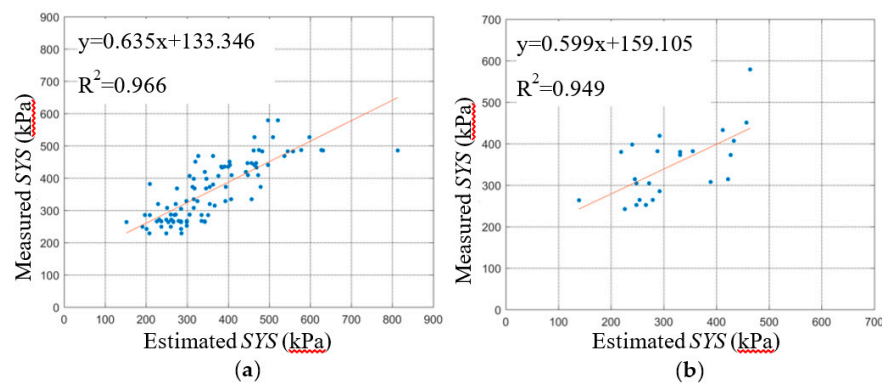 900
800
700
600
500
400
300
200
100
0
Measured SYS (kPa)
y=0.635x+133.346
R²=0.966
0 100 200 300 400 500 600 700 800 900
Estimated SYS (kPa)
(a)
700
600
500
400
300
200
100
0
Measured SYS (kPa)
y=0.599x+159.105
R²=0.949
0 100 200 300 400 500 600 700
Estimated SYS (kPa)
(b)